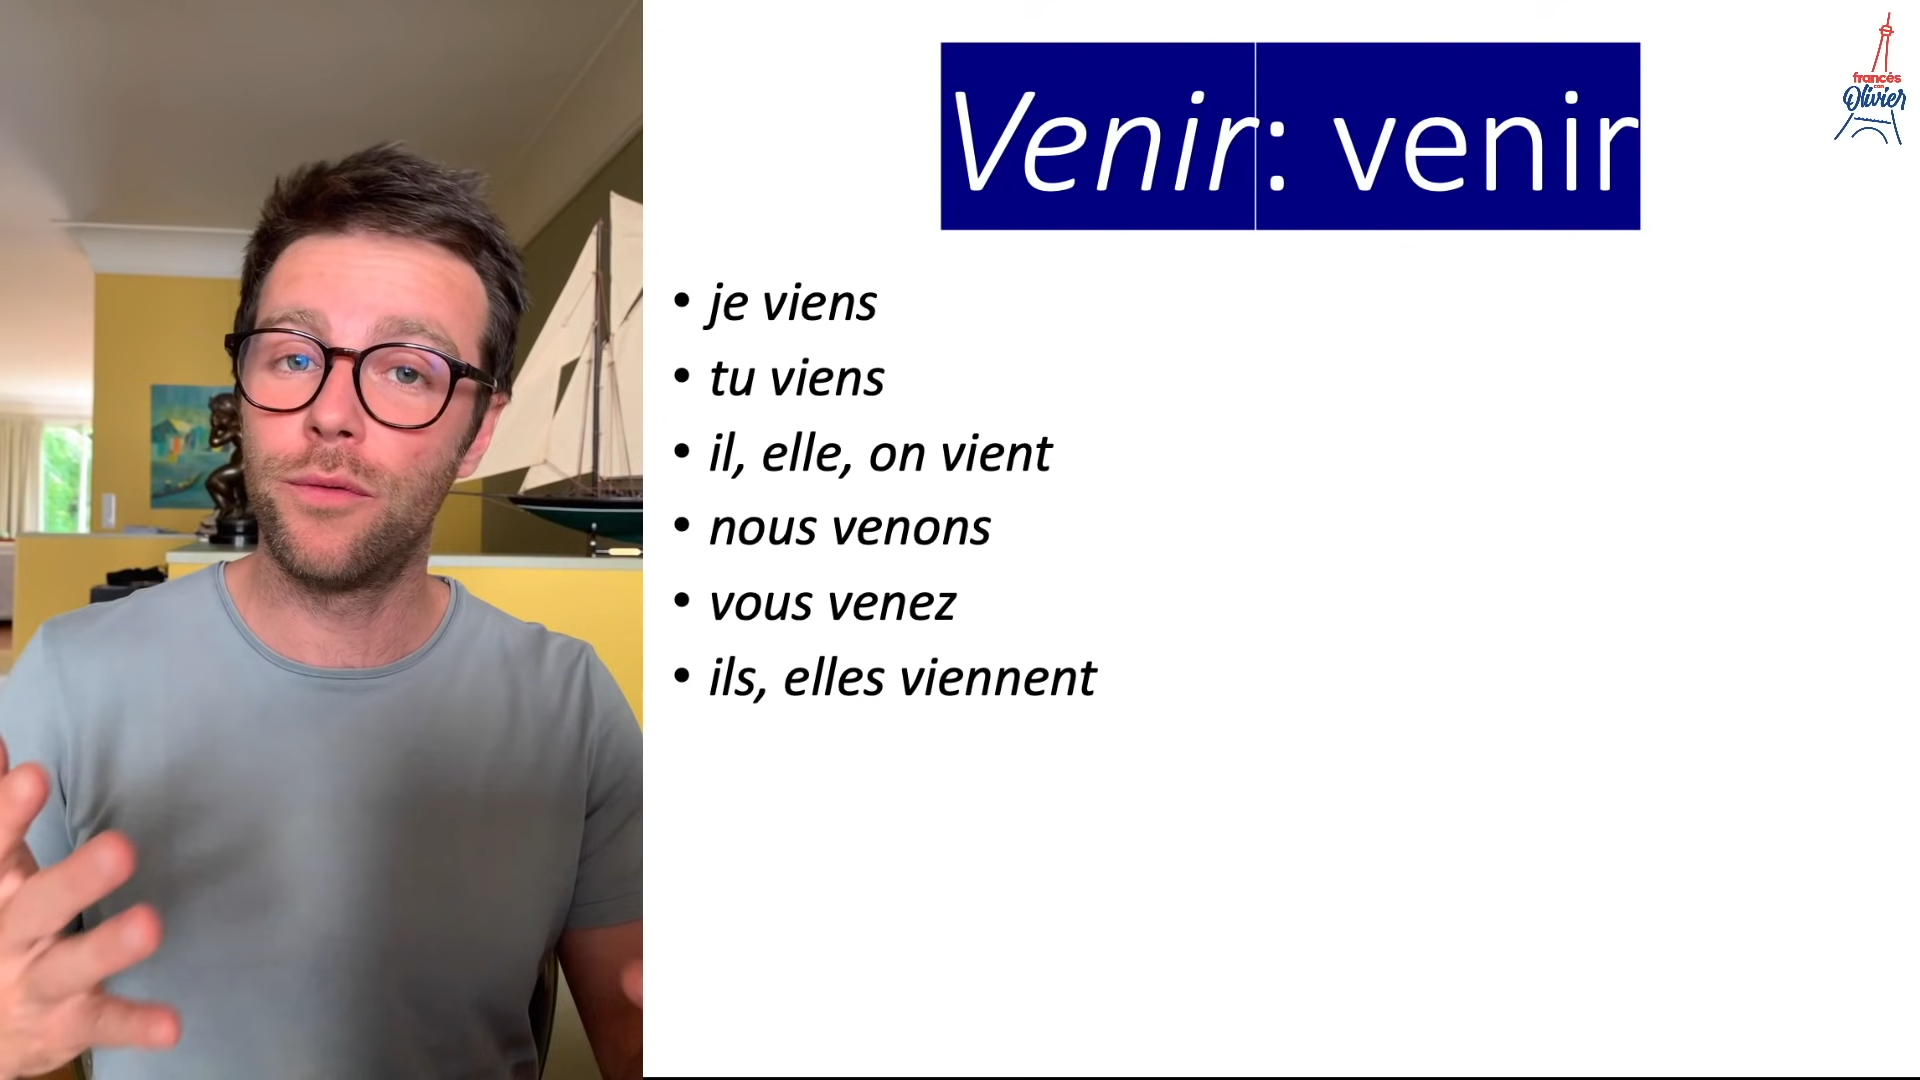 Venir: venir
francés
con
Olivier
• je viens
• tu viens
• il, elle, on vient
• nous venons
• vous venez
• ils, elles viennent